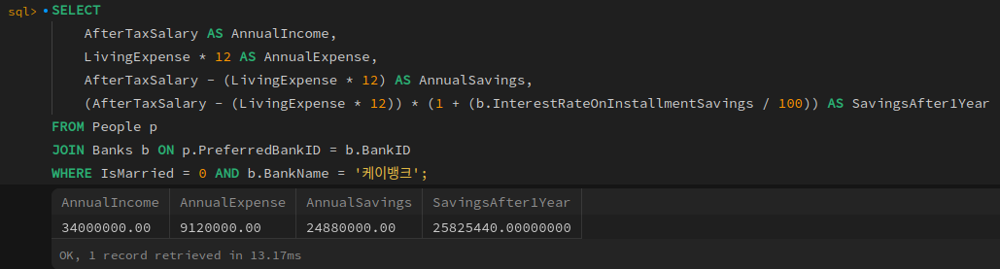 sql> SELECT
AfterTaxSalary AS AnnualIncome,
LivingExpense * 12 AS AnnualExpense,
AfterTaxSalary - (LivingExpense * 12) AS AnnualSavings,
(AfterTaxSalary - (LivingExpense * 12)) * (1 + (b.InterestRateOnInstallmentSavings / 100)) AS SavingsAfter1Year
FROM People p
JOIN Banks b ON p.PreferredBankID = b.BankID
WHERE IsMarried = 0 AND b.BankName = '케이뱅크';
AnnualIncome AnnualExpense AnnualSavings SavingsAfter1Year
34000000.00 9120000.00 24880000.00 25825440.00000000
OK, 1 record retrieved in 13.17ms